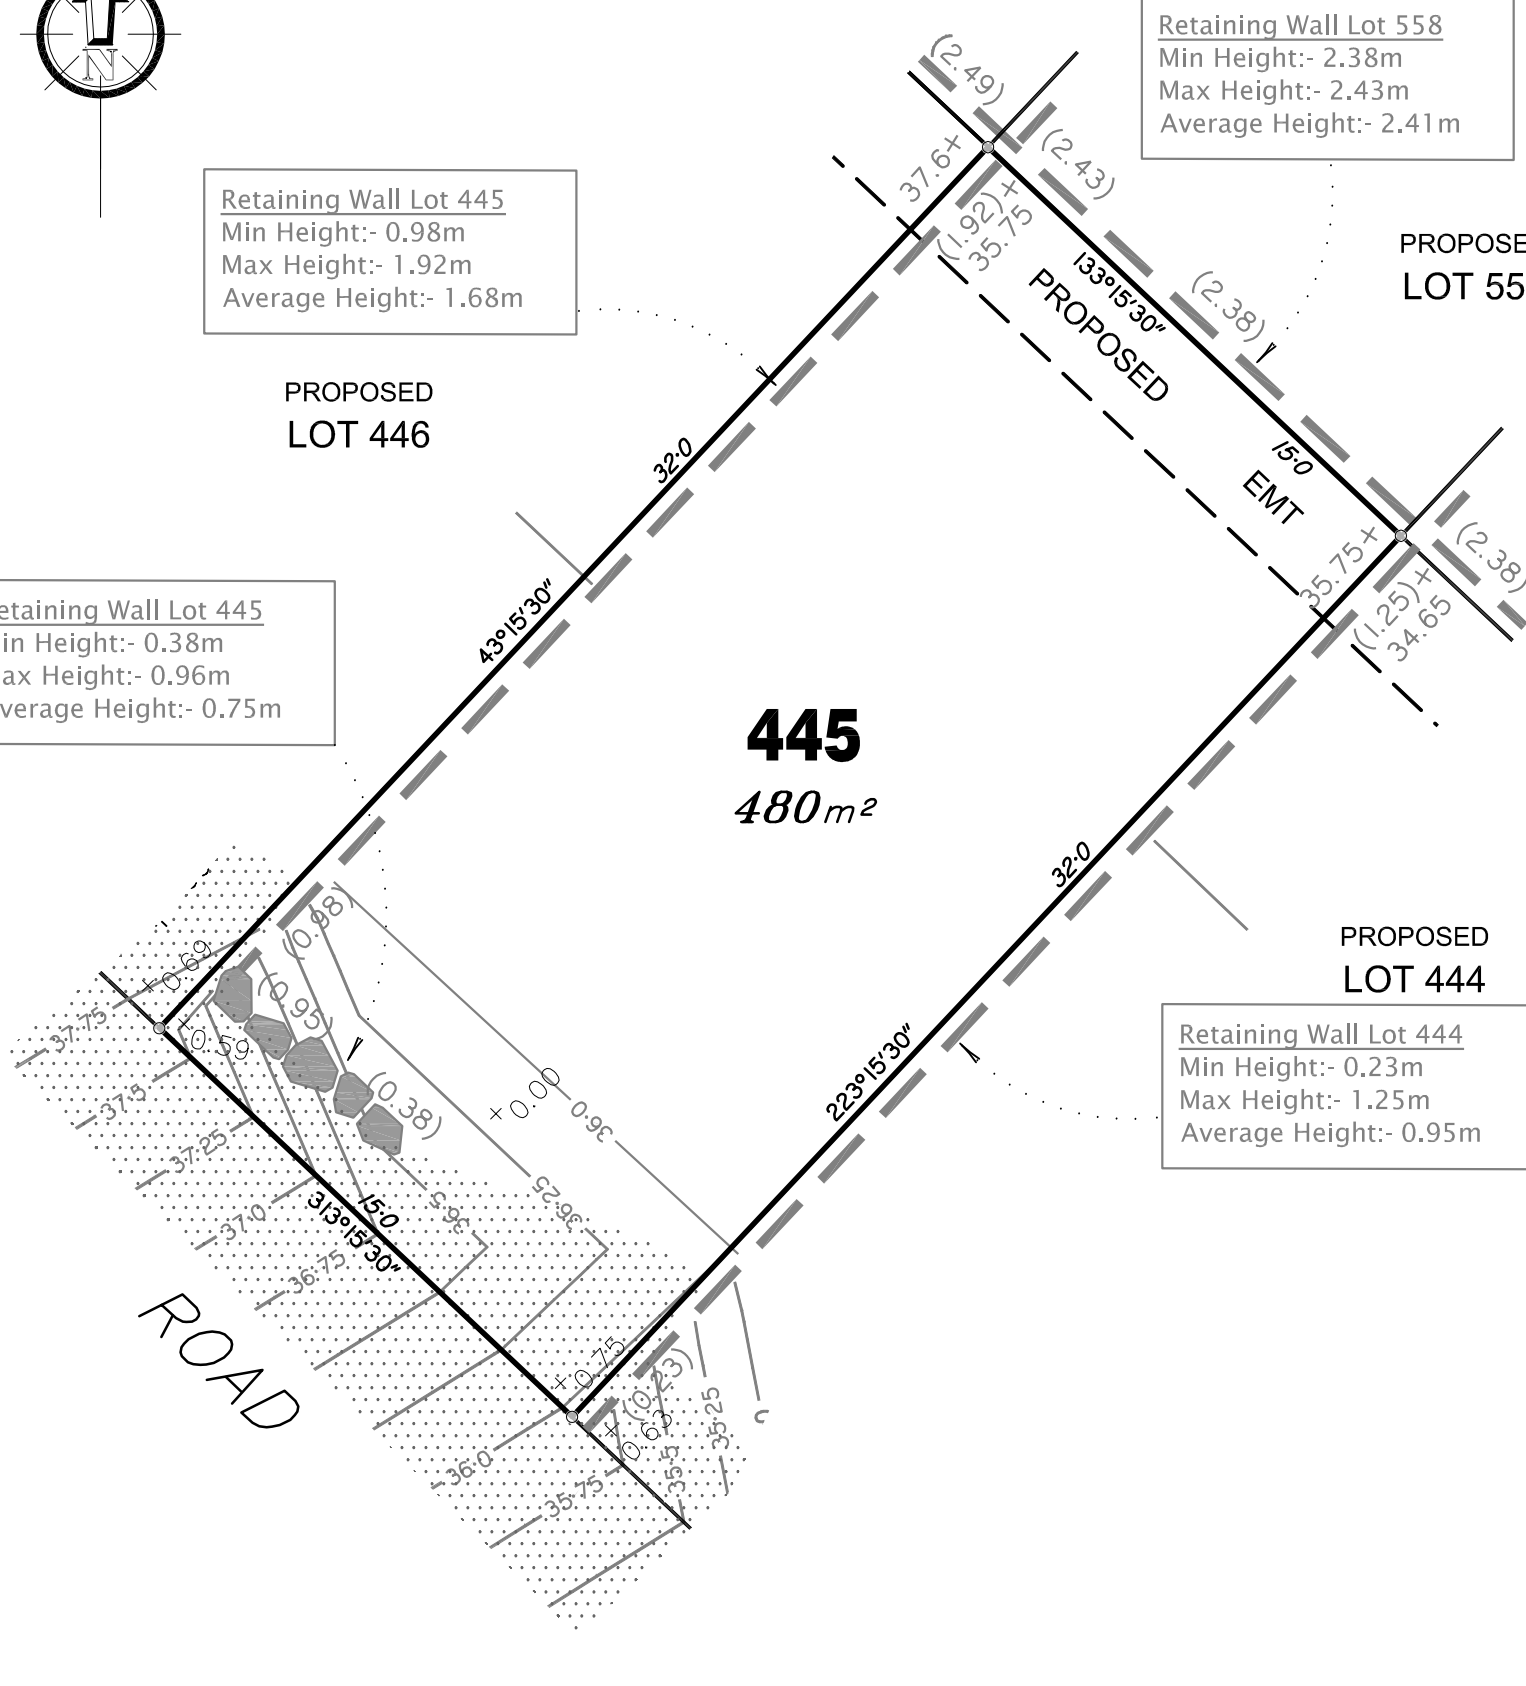 N
Retaining Wall Lot 558
Min Height:- 2.38m
Max Height:- 2.43m
Average Height:- 2.41m
(2.49)
37.6+
(2.43)
(1.92)+
35.75
Retaining Wall Lot 445
Min Height:- 0.98m
Max Height:- 1.92m
Average Height:- 1.68m
PROPOSE
LOT 55
133°15'30"
PROPOSED
(2.38)
PROPOSED
LOT 446
32·0
15·0
EMT
35.75+
(2.38)
(1.25)+
34.65
43°15'30"
etaining Wall Lot 445
in Height:- 0.38m
ax Height:- 0.96m
verage Height:- 0.75m
445
480m²
32·0
PROPOSED
LOT 444
Retaining Wall Lot 444
Min Height:- 0.23m
Max Height:- 1.25m
Average Height:- 0.95m
(0.98)
+0.69
(0.95)
+0.59
37·75
37·5
(0.38)
+0.00
36·0
223°15'30"
37·25
37·0
36·75
15·0
313°15'30"
36·5
36·25
ROAD
+0.75
(0.23)
+0.63
36·0
35·75
35·5
35·25